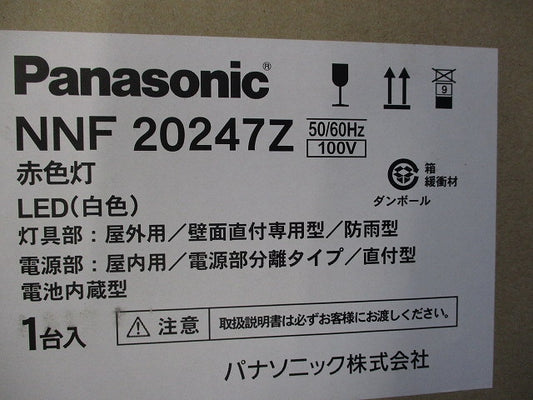 Panasonic®
NNF 20247Z 50/60Hz 100V
赤色灯
LED(白色)
灯具部：屋外用／壁面直付専用型／防雨型
電源部：屋内用／電源部分離タイプ／直付型
電池内蔵型
1台入
注意 取扱説明書は必ずお客様にお渡しください。
パナソニック株式会社
9
箱
緩衝材
ダンボール